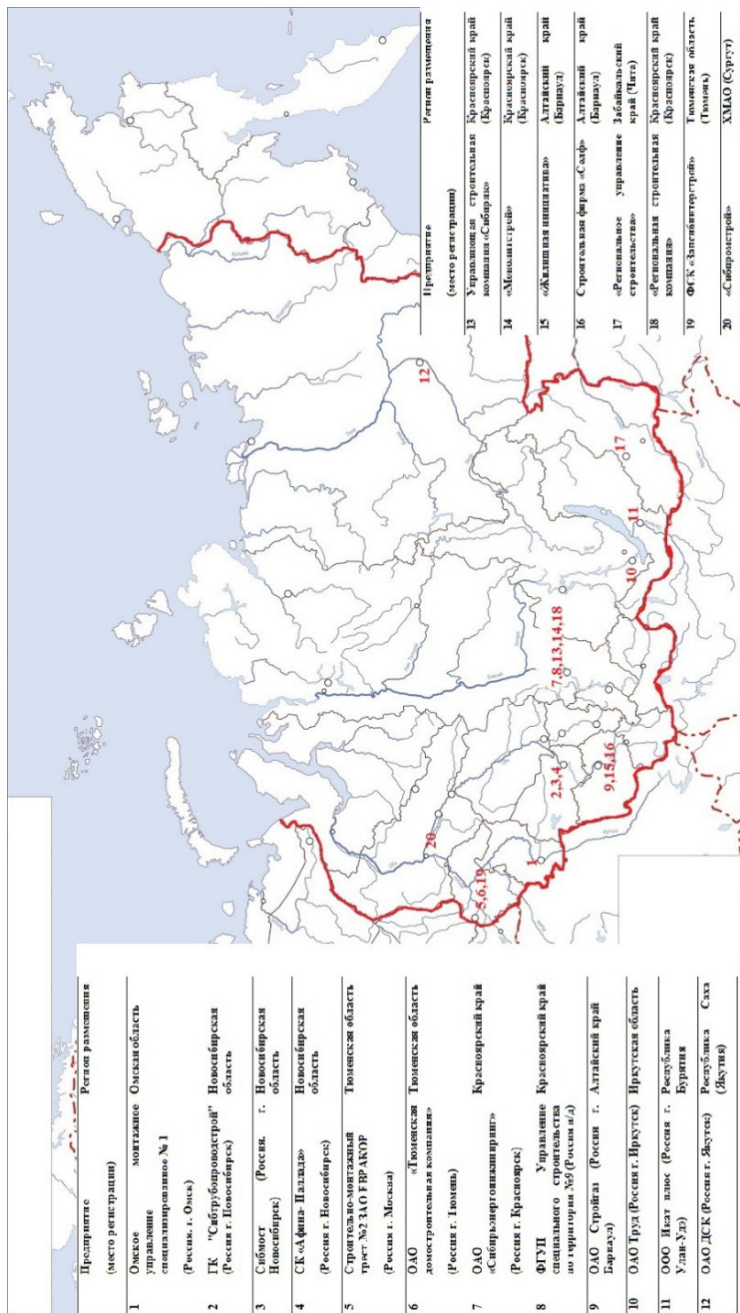 Предприятие Регион размещения
(место регистрации)
1 Омское монтажное Омская область
управление
специализированное № 1
(Россия, г. Омск)
2 ГК "Сибтрубопроводстрой" Новосибирская
(Россия г. Новосибирск) область
3 Сибмост (Россия, г. Новосибирская
Новосибирск) область
4 СК «Афина- Паллада» Новосибирская
область
(Россия г. Новосибирск)
5 Строительно-монтажный Тюменская область
трест №2 ЗАО ЕВРАКОР
(Россия г. Москва)
6 ОАО «Тюменская Тюменская область
домостроительная компания»
(Россия г. Тюмень)
7 ОАО Красноярский край
«Сибирьэнергоинжиниринг»
(Россия г. Красноярск)
8 ФГУП Управление Красноярский край
специального строительства
по территории №9 (Россия н/д)
9 ОАО Стройгаз (Россия г. Алтайский край
Барнаул)
10 ОАО Труд (Россия г. Иркутск) Иркутская область
11 ООО Икат плюс (Россия г. Республика
Улан-Удэ) Бурятия
12 ОАО ДСК (Россия г. Якутск) Республика Саха
(Якутия)
5,6,19
20
1
2,3,4
9,15,16
7,8,13,14,18
10
11
17
12
Предприятие Регион размещения
(место регистрации)
13 Управляющая строительная Красноярский край
компания «Сибиряк» (Красноярск)
14 «Монолитстрой» Красноярский край
(Красноярск)
15 «Жилищная инициатива» Алтайский край
(Барнаул)
16 Строительная фирма «Селф» Алтайский край
(Барнаул)
17 «Региональное управление Забайкальский
строительства» край (Чита)
18 «Региональная строительная Красноярский край
компания» (Красноярск)
19 ФСК «Запсибинтерстрой» Тюменская область
(Тюмень)
20 «Сибпромстрой» ХМАО (Сургут)